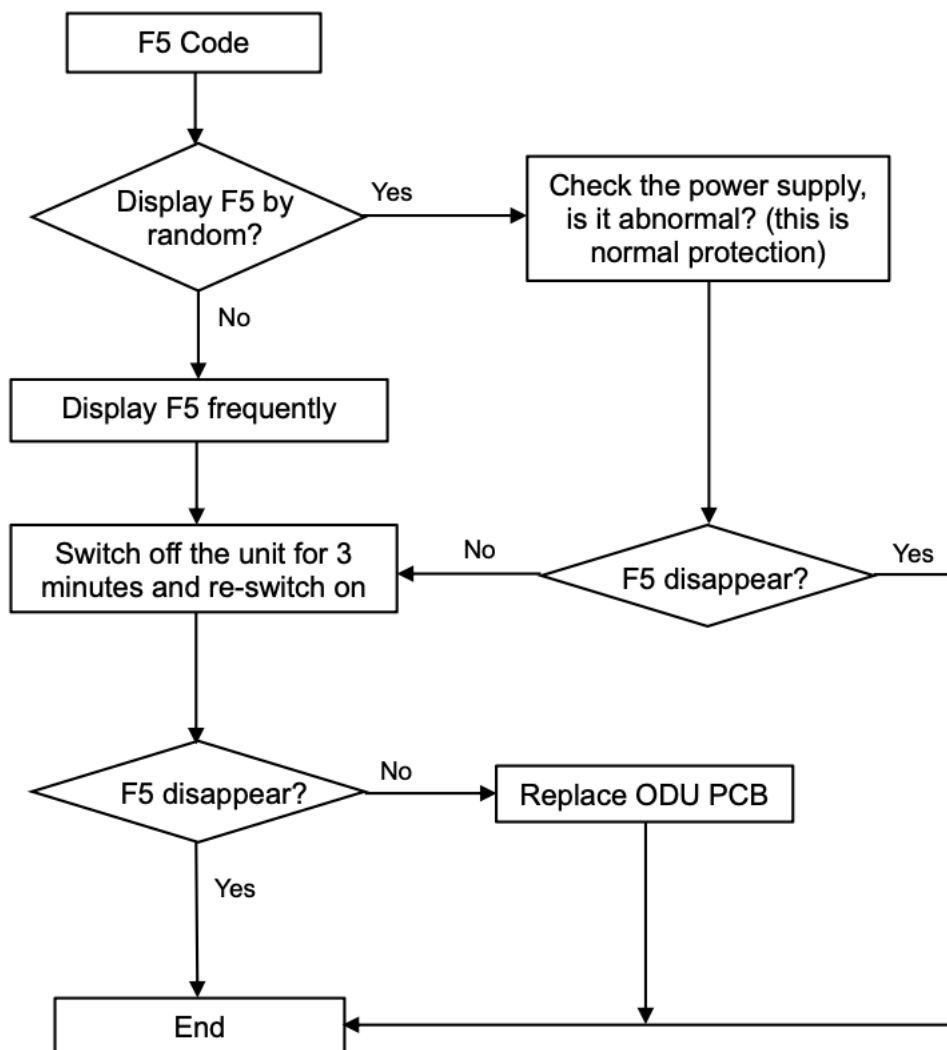 F5 Code
Display F5 by
random?
Yes
Check the power supply,
is it abnormal? (this is
normal protection)
No
Display F5 frequently
Switch off the unit for 3
minutes and re-switch on
No
F5 disappear?
Yes
F5 disappear?
No
Replace ODU PCB
Yes
End